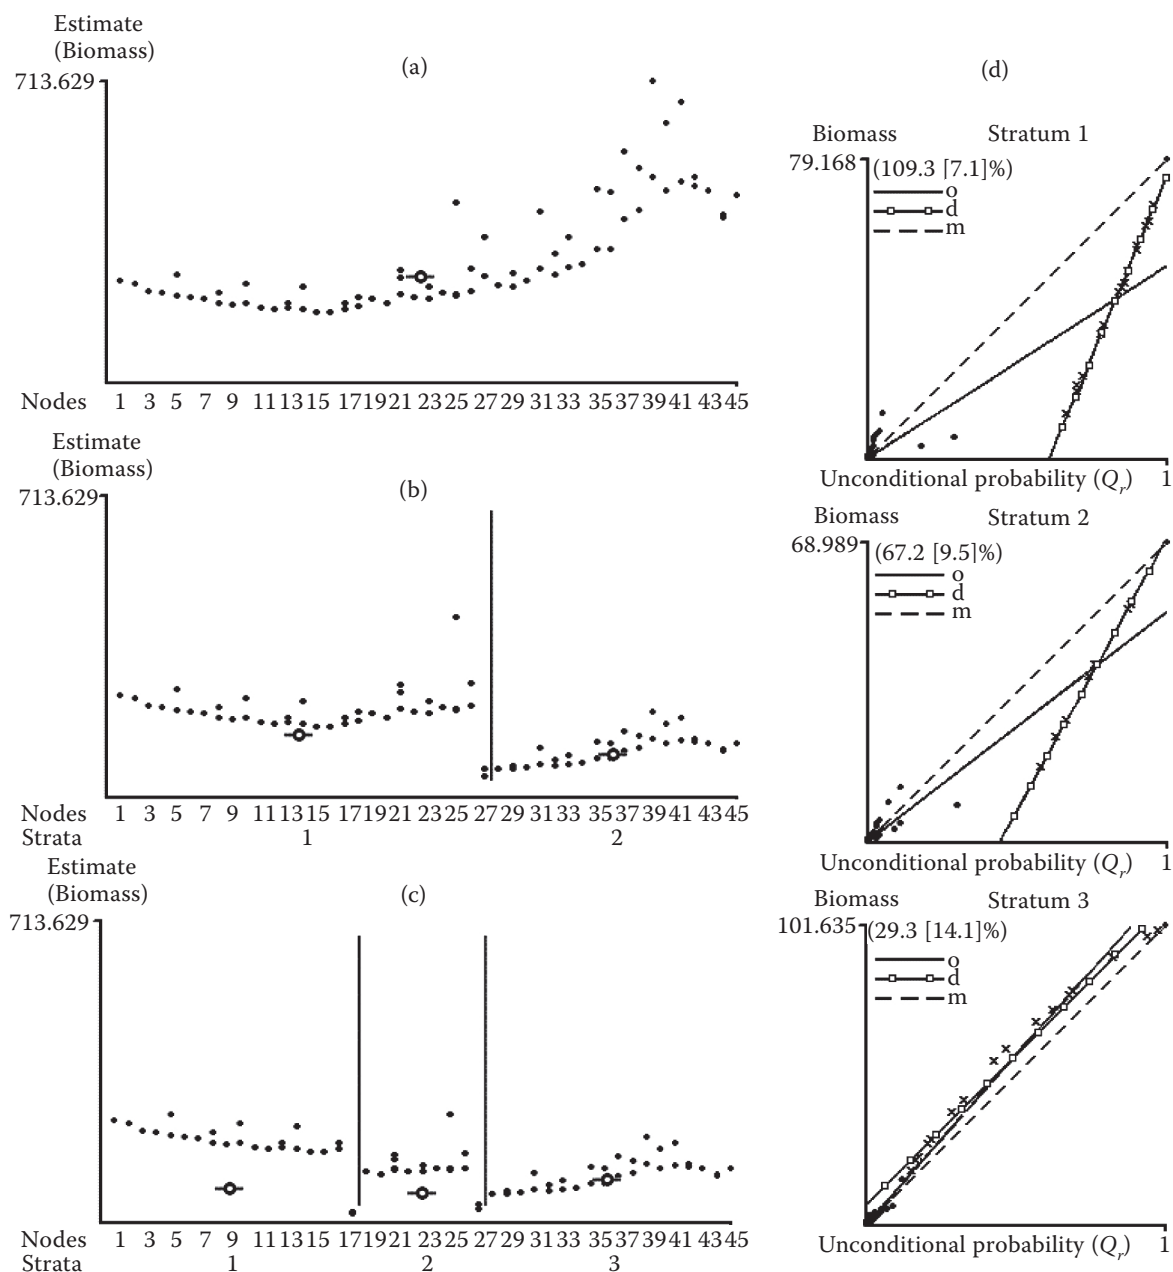 Estimate
(Biomass)
(a)
713.629
Nodes 1 3 5 7 9 11 13 15 17 19 21 23 25 27 29 31 33 35 37 39 41 43 45
Estimate
(Biomass)
(b)
713.629
Nodes 1 3 5 7 9 11 13 15 17 19 21 23 25 27 29 31 33 35 37 39 41 43 45
Strata 1 2
Estimate
(Biomass)
(c)
713.629
Nodes 1 3 5 7 9 11 13 15 17 19 21 23 25 27 29 31 33 35 37 39 41 43 45
Strata 1 2 3
(d)
Biomass Stratum 1
79.168
(109.3 [7.1]%)
o
d
m
Unconditional probability (Qr) 1
Biomass Stratum 2
68.989
(67.2 [9.5]%)
o
d
m
Unconditional probability (Qr) 1
Biomass Stratum 3
101.635
(29.3 [14.1]%)
o
d
m
Unconditional probability (Qr) 1